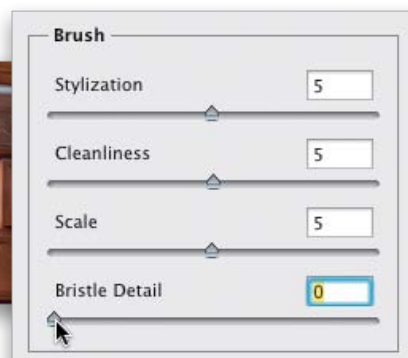 Brush
Stylization 5
Cleanliness 5
Scale 5
Bristle Detail 0